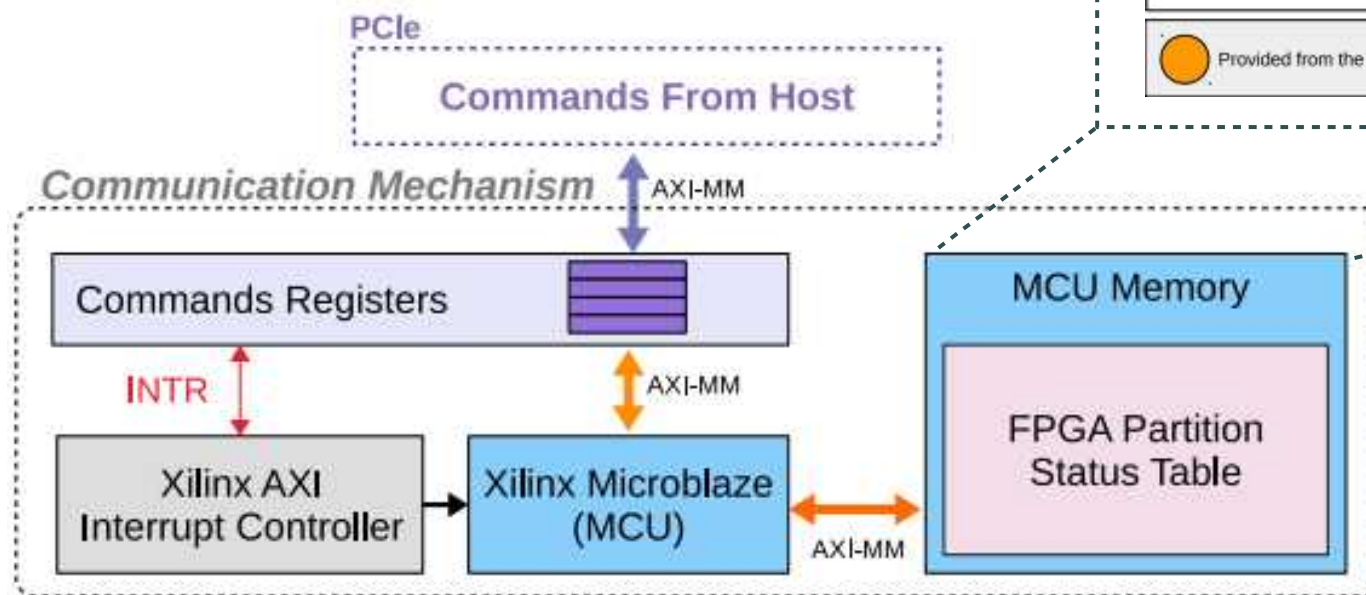 PCIe
Provided from the
Commands From Host
Communication Mechanism
AXI-MM
Commands Registers
MCU Memory
INTR
AXI-MM
FPGA Partition
Status Table
Xilinx AXI
Interrupt Controller
Xilinx Microblaze
(MCU)
AXI-MM